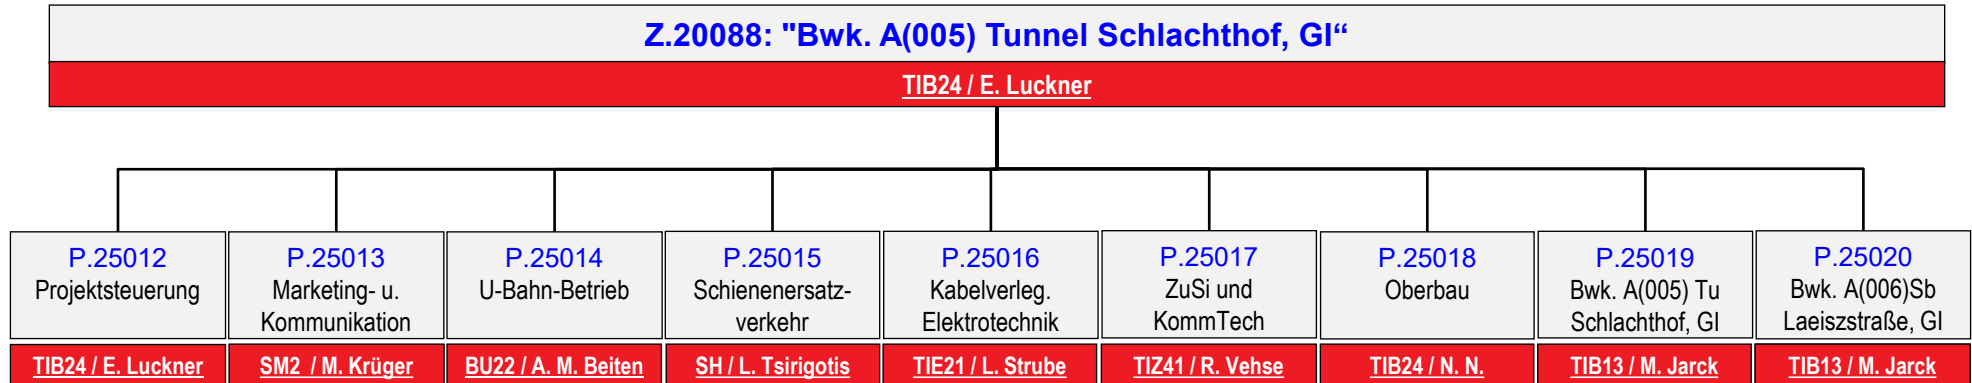 Z.20088: "Bwk. A(005) Tunnel Schlachthof, GI“
TIB24 / E. Luckner
P.25012
Projektsteuerung
TIB24 / E. Luckner
P.25013
Marketing- u.
Kommunikation
SM2 / M. Krüger
P.25014
U-Bahn-Betrieb
BU22 / A. M. Beiten
P.25015
Schienenersatz-
verkehr
SH / L. Tsirigotis
P.25016
Kabelverleg.
Elektrotechnik
TIE21 / L. Strube
P.25017
ZuSi und
KommTech
TIZ41 / R. Vehse
P.25018
Oberbau
TIB24 / N. N.
P.25019
Bwk. A(005) Tu
Schlachthof, GI
TIB13 / M. Jarck
P.25020
Bwk. A(006)Sb
Laeiszstraße, GI
TIB13 / M. Jarck